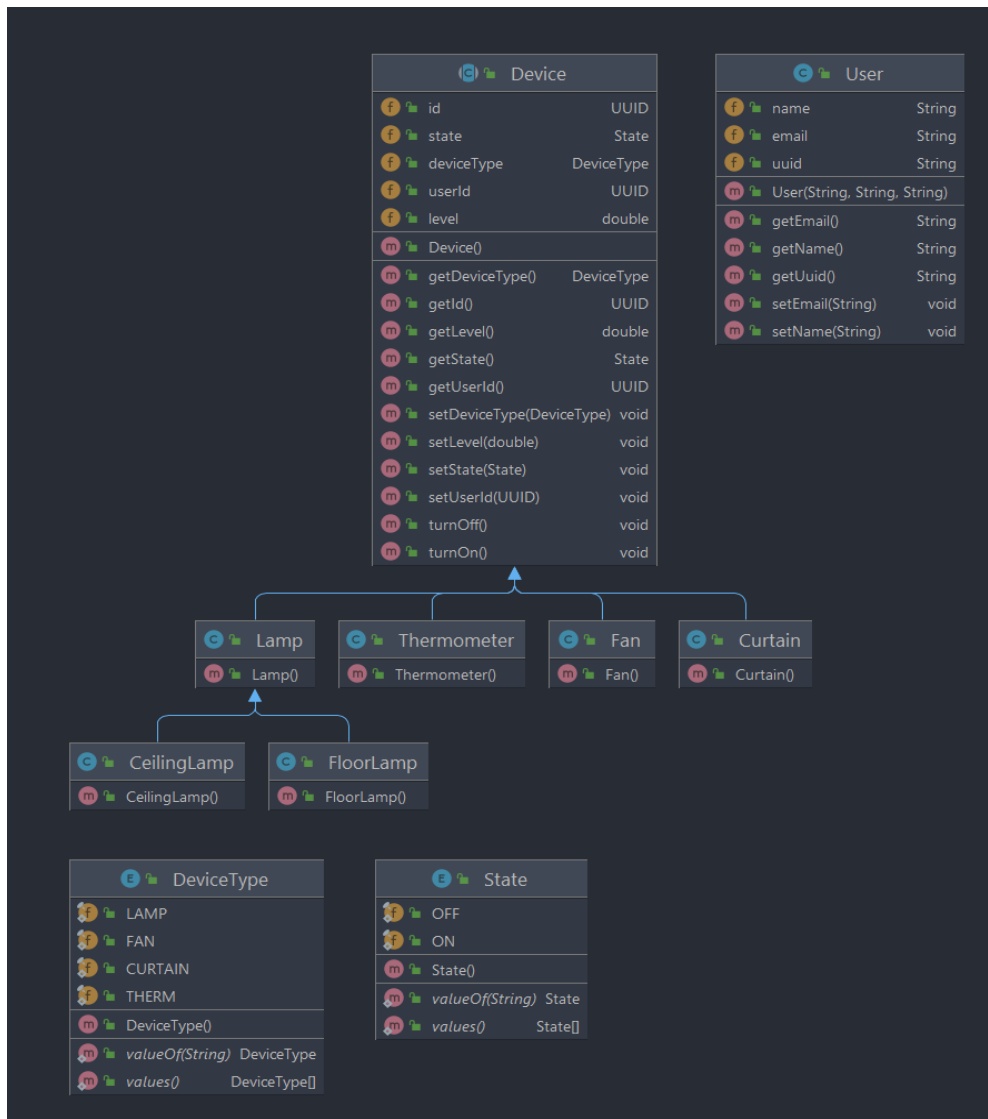 Device
id UUID
state State
deviceType DeviceType
userId UUID
level double
Device()
getDeviceType() DeviceType
getId() UUID
getLevel() double
getState() State
getUserId() UUID
setDeviceType(DeviceType) void
setLevel(double) void
setState(State) void
setUserId(UUID) void
turnOff() void
turnOn() void
User
name String
email String
uuid String
User(String, String, String)
getEmail() String
getName() String
getUuid() String
setEmail(String) void
setName(String) void
Lamp
Lamp()
Thermometer
Thermometer()
Fan
Fan()
Curtain
Curtain()
CeilingLamp
CeilingLamp()
FloorLamp
FloorLamp()
DeviceType
LAMP
FAN
CURTAIN
THERM
DeviceType()
valueOf(String) DeviceType
values() DeviceType[]
State
OFF
ON
State()
valueOf(String) State
values() State[]